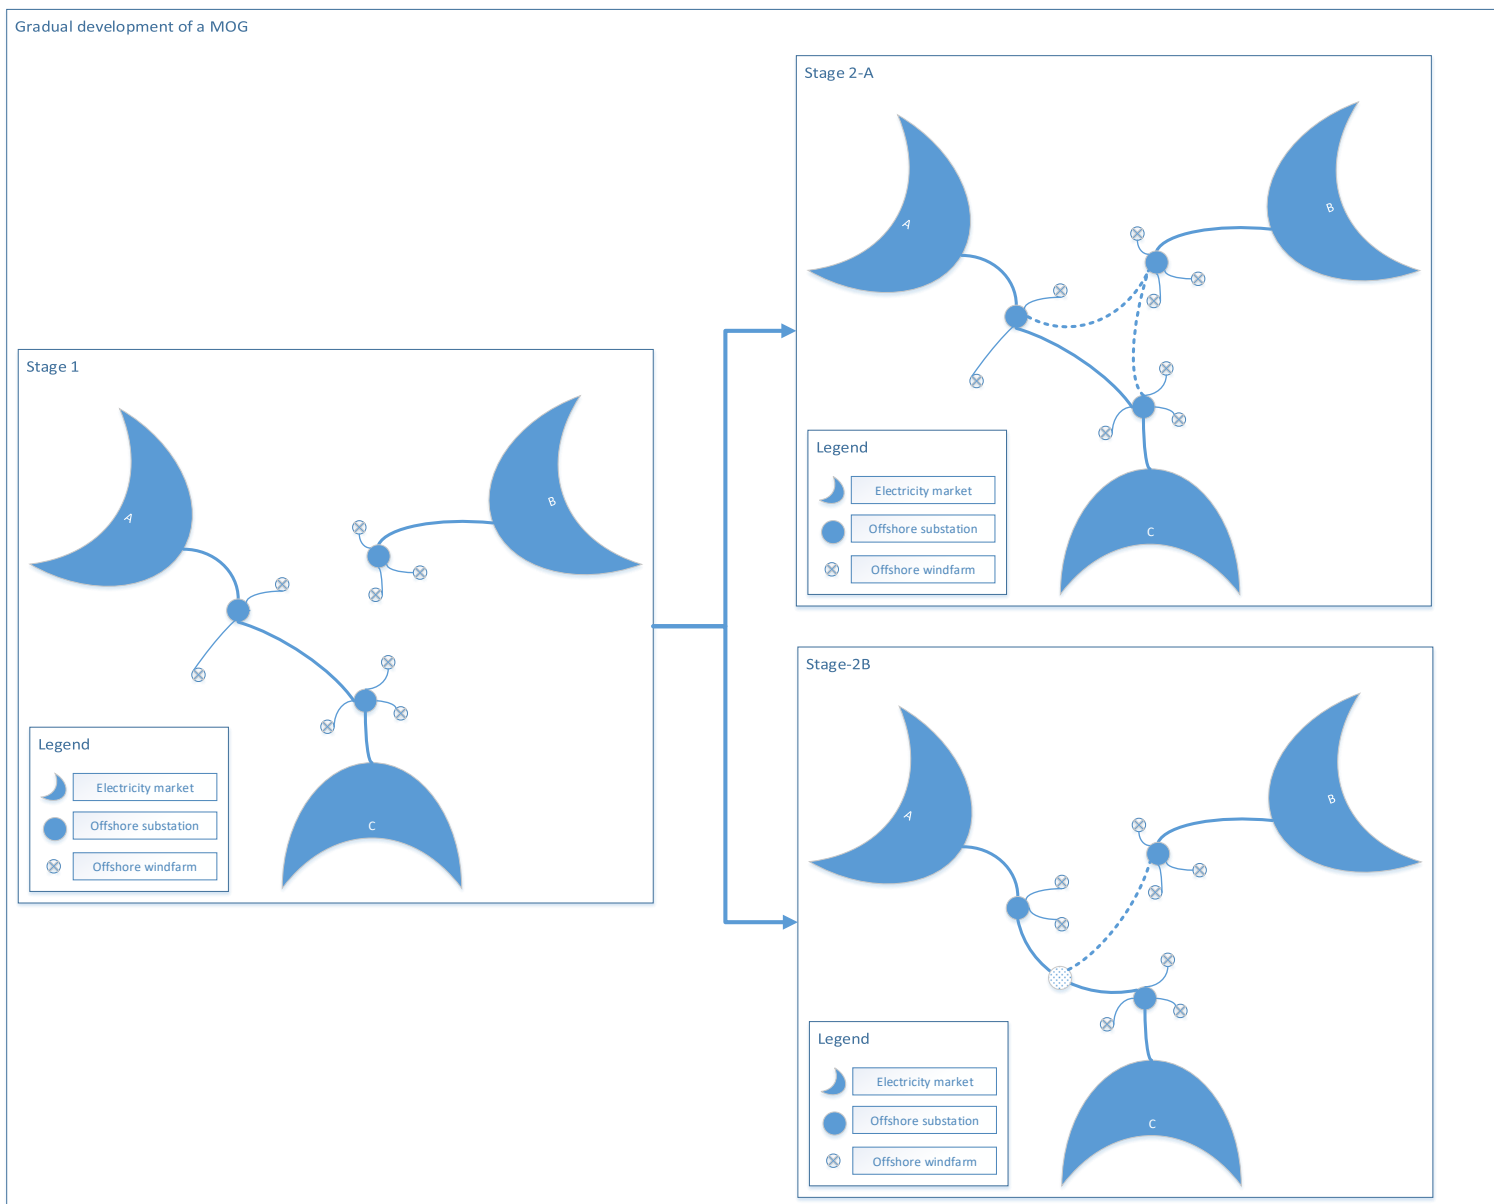 Gradual development of a MOG
Stage 1
A
B
C
Legend
Electricity market
Offshore substation
Offshore windfarm
Stage 2-A
A
B
C
Legend
Electricity market
Offshore substation
Offshore windfarm
Stage-2B
A
B
C
Legend
Electricity market
Offshore substation
Offshore windfarm